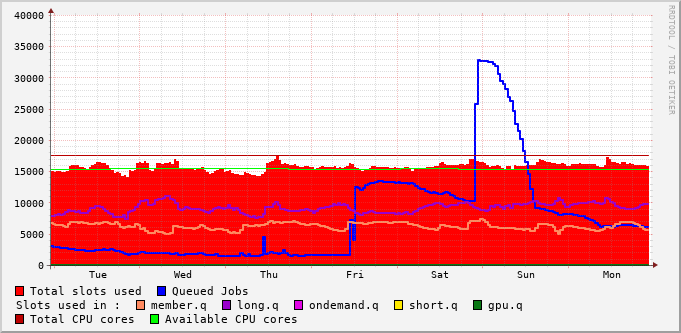 40000
35000
30000
25000
20000
15000
10000
5000
0
Tue Wed Thu Fri Sat Sun Mon
RRDTOOL / TOBI OETIKER
Total slots used Queued Jobs
Slots used in : member.q long.q ondemand.q short.q gpu.q
Total CPU cores Available CPU cores